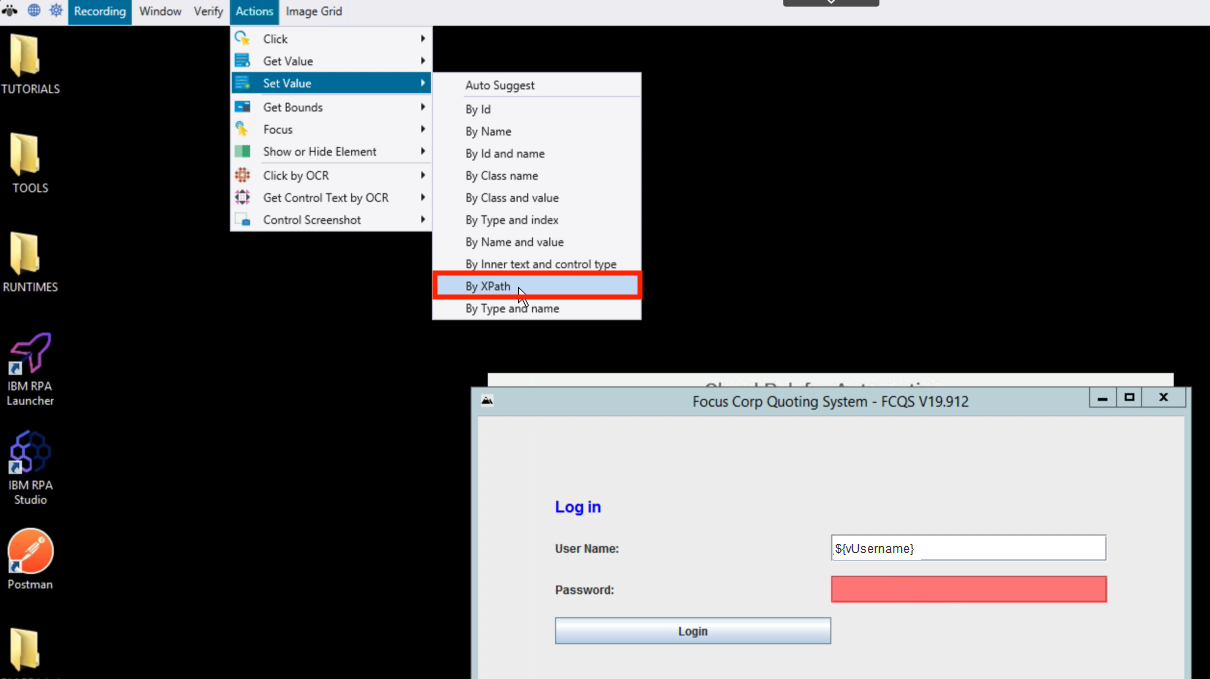 Recording Window Verify Actions Image Grid
Click
Get Value
Set Value
Get Bounds
Focus
Show or Hide Element
Click by OCR
Get Control Text by OCR
Control Screenshot
Auto Suggest
By Id
By Name
By Id and name
By Class name
By Class and value
By Type and index
By Name and value
By Inner text and control type
By XPath
By Type and name
TUTORIALS
TOOLS
RUNTIMES
IBM RPA
Launcher
IBM RPA
Studio
Postman
Focus Corp Quoting System - FCQS V19.912
Log in
User Name:
${vUsername}
Password:
Login